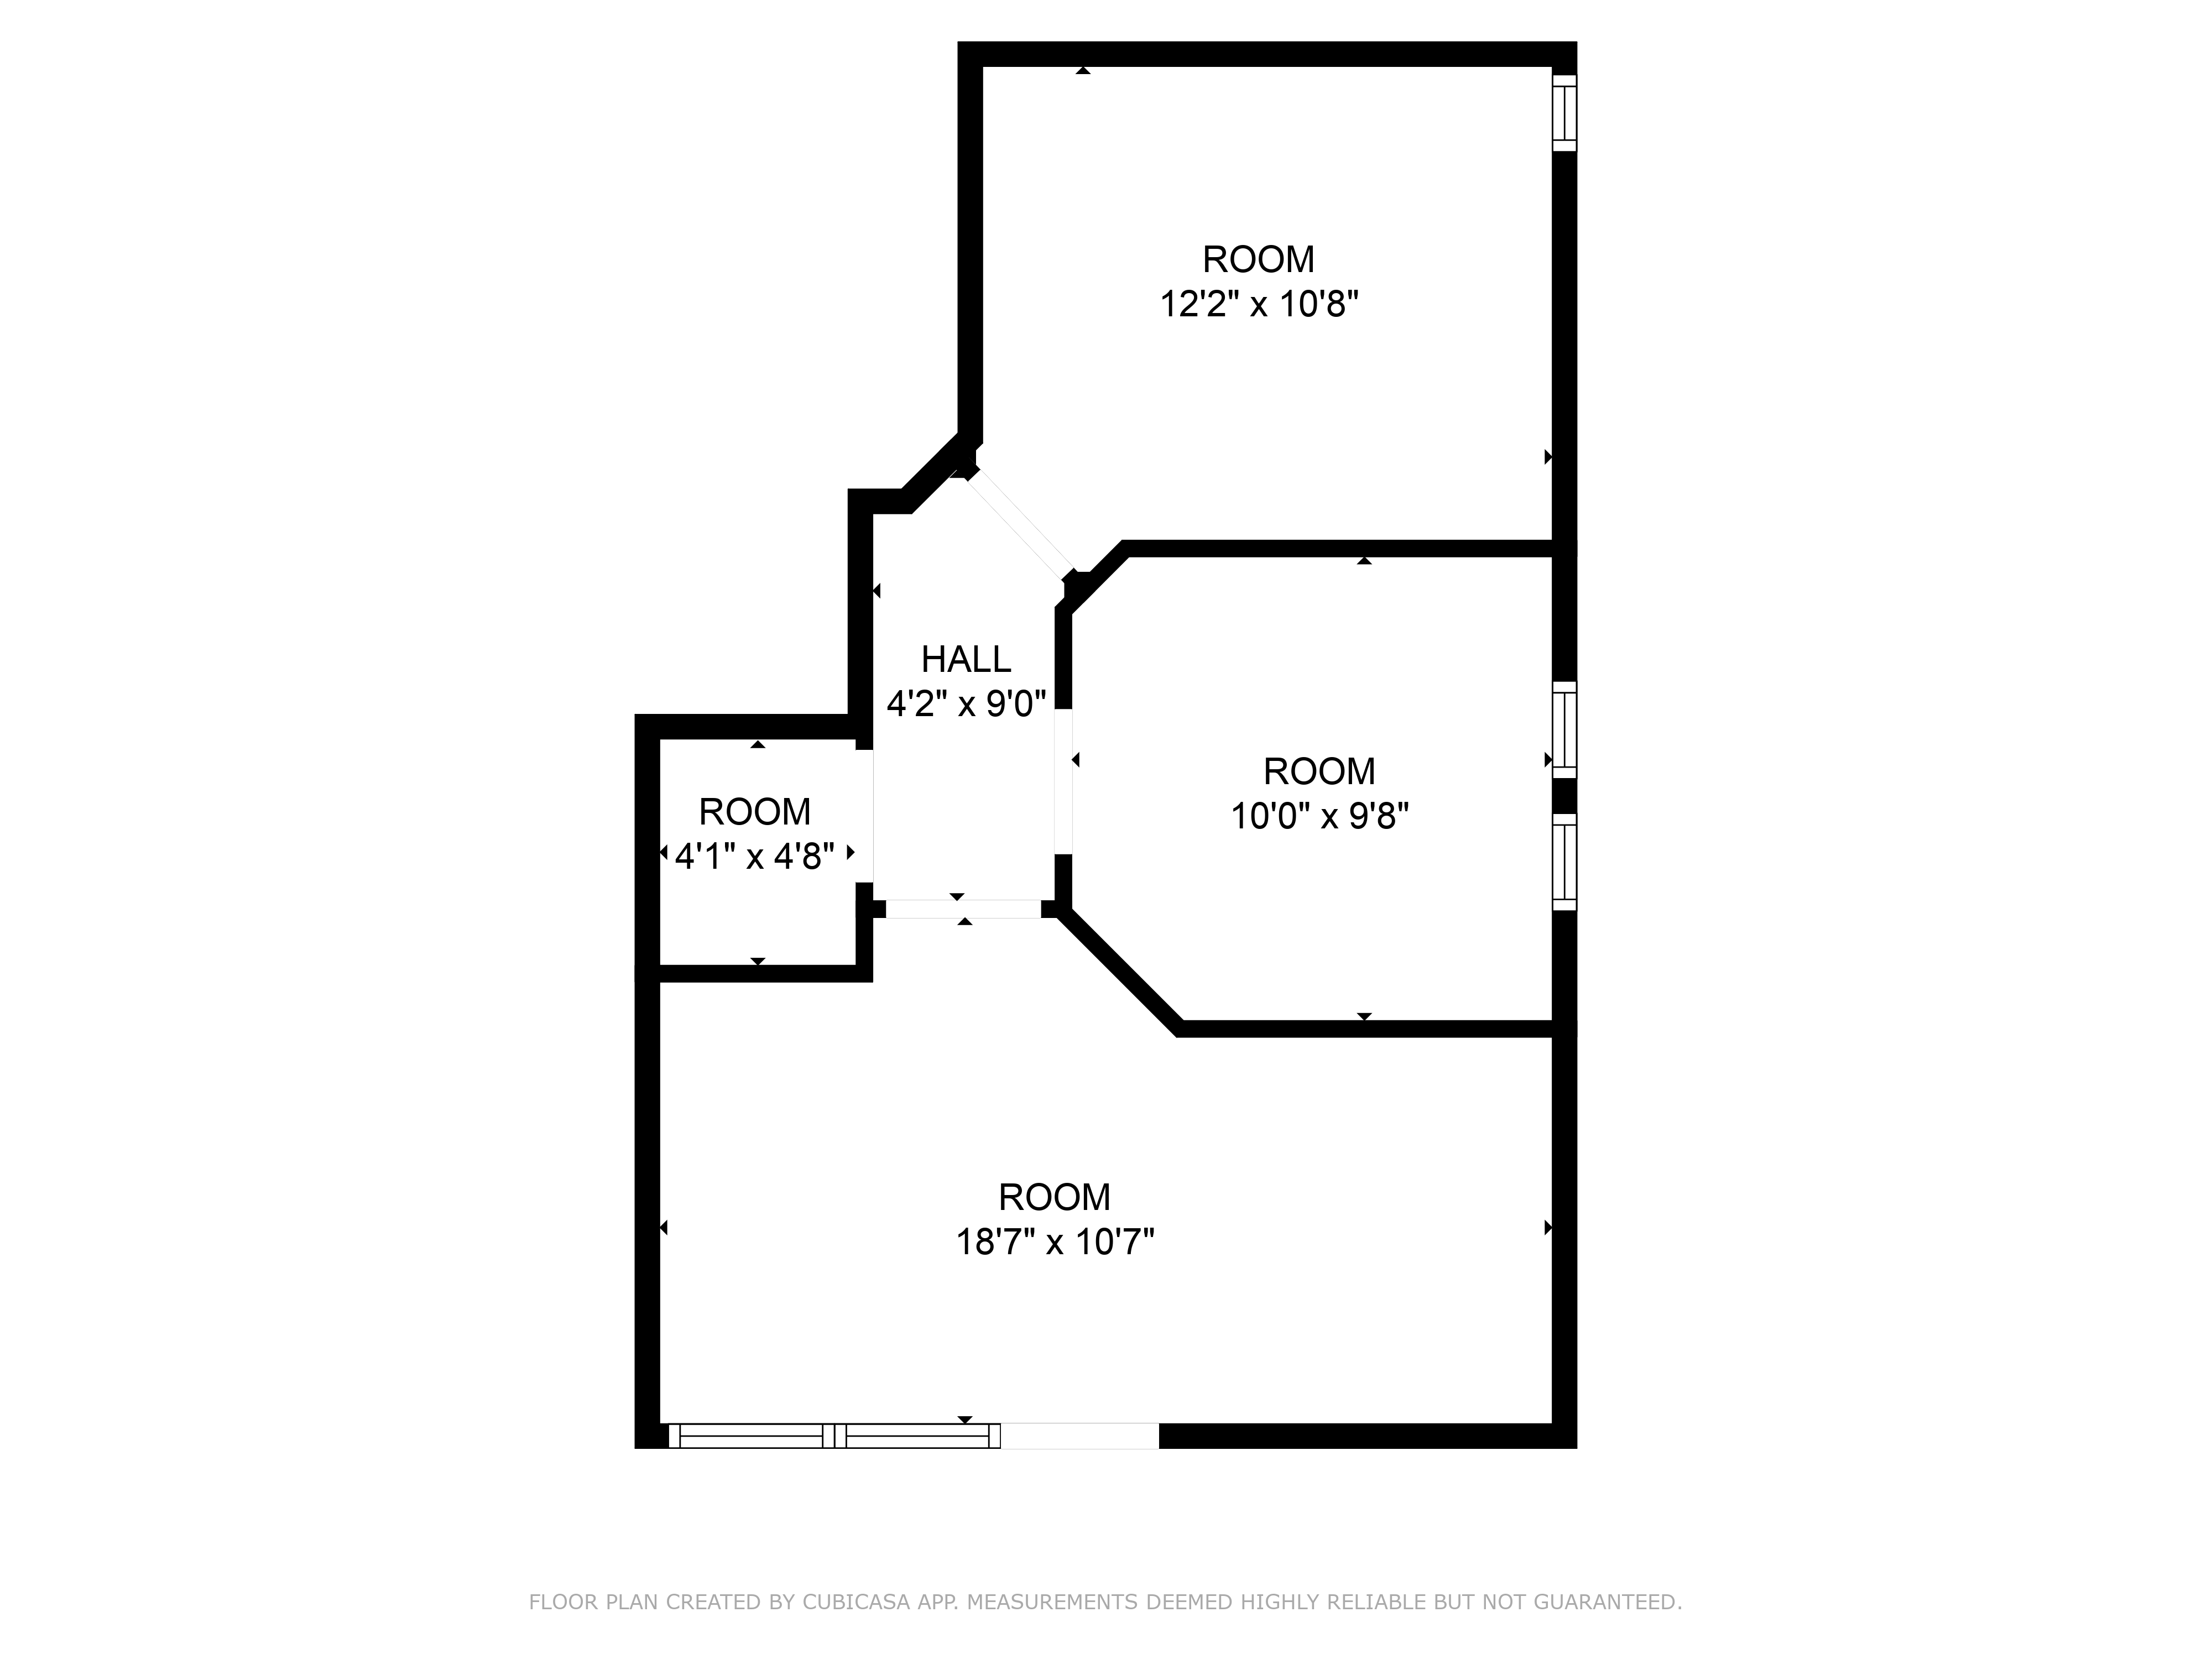 ROOM
12'2" x 10'8"
HALL
4'2" x 9'0"
ROOM
10'0" x 9'8"
ROOM
4'1" x 4'8"
ROOM
18'7" x 10'7"
FLOOR PLAN CREATED BY CUBICASA APP. MEASUREMENTS DEEMED HIGHLY RELIABLE BUT NOT GUARANTEED.